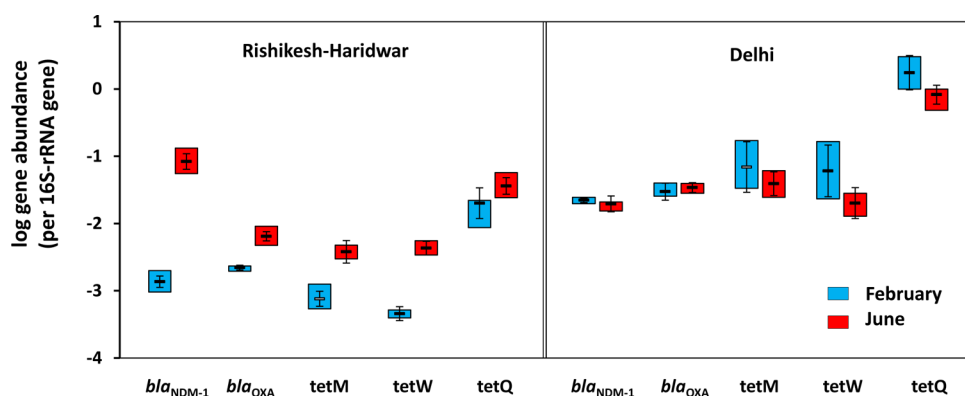 log gene abundance
(per 16S-rRNA gene)
1
0
-1
-2
-3
-4
Rishikesh-Haridwar
Delhi
February
June
blaNDM-1 blaOXA tetM tetW tetQ blaNDM-1 blaOXA tetM tetW tetQ